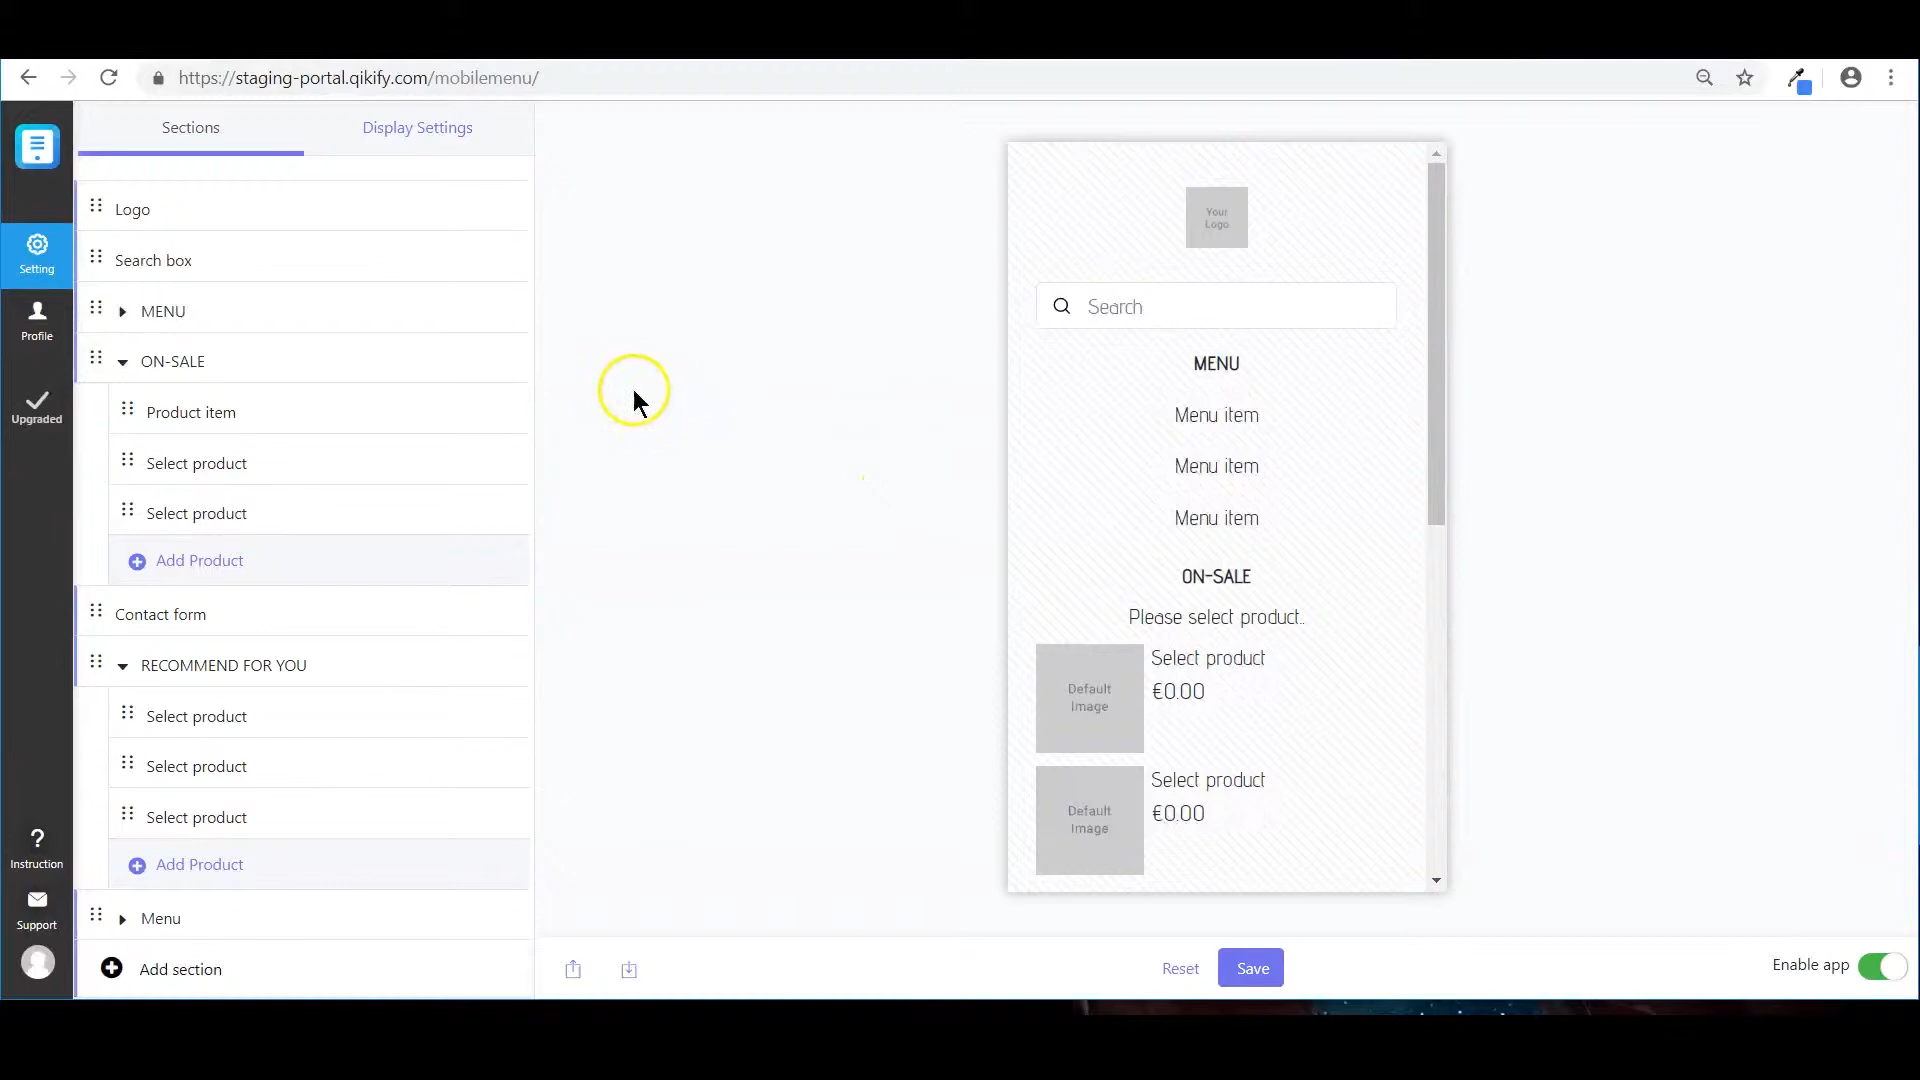 https://staging-portal.qikify.com/mobilemenu/
Setting
Profile
Upgraded
Instruction
Support
Sections
Display Settings
Logo
Search box
MENU
ON-SALE
Product item
Select product
Select product
Add Product
Contact form
RECOMMEND FOR YOU
Select product
Select product
Select product
Add Product
Menu
Add section
Your
Logo
Search
MENU
Menu item
Menu item
Menu item
ON-SALE
Please select product..
Default
Image
Select product
€0.00
Default
Image
Select product
€0.00
Reset
Save
Enable app